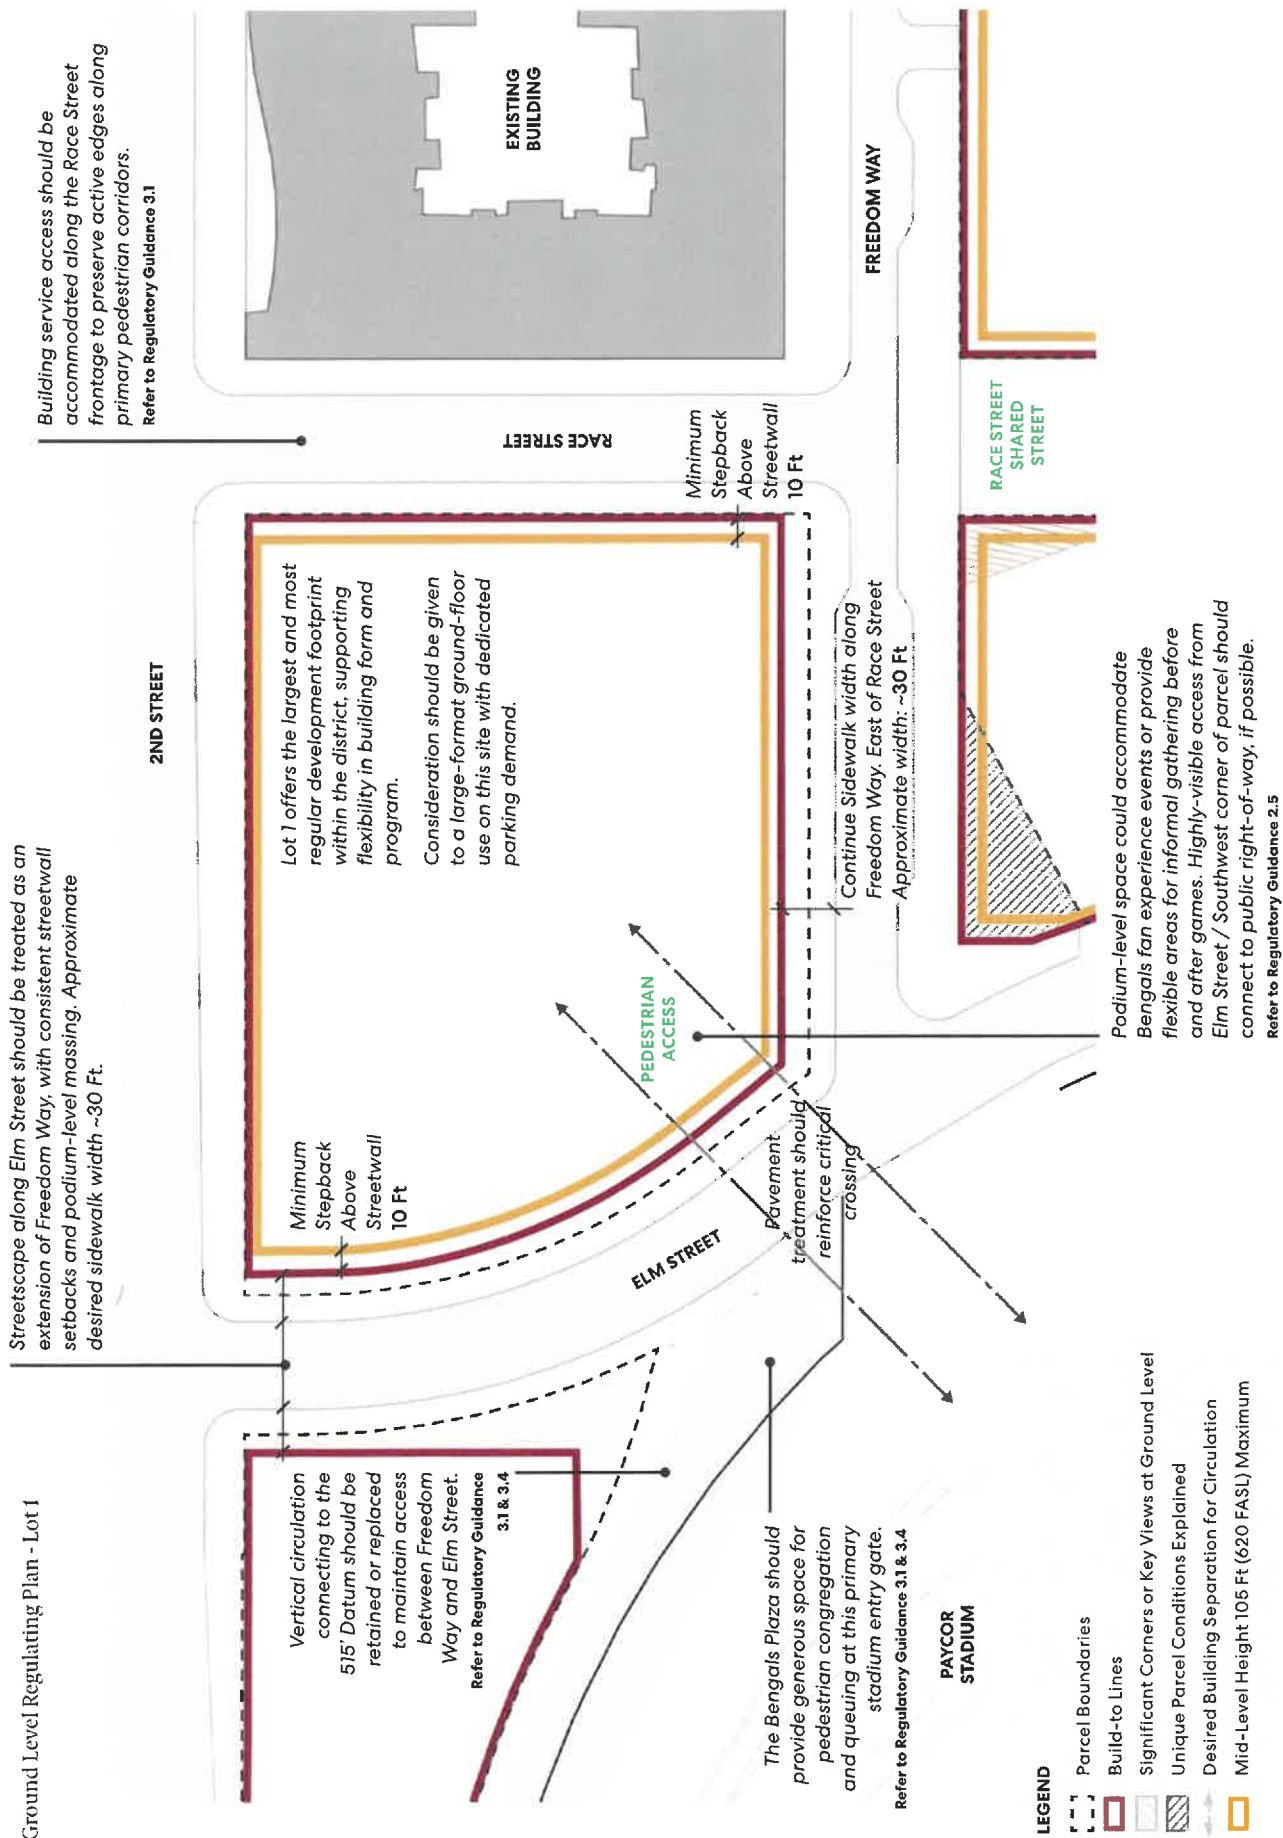 Ground Level Regulating Plan - Lot 1
Streetscape along Elm Street should be treated as an
extension of Freedom Way, with consistent streetwall
setbacks and podium-level massing. Approximate
desired sidewalk width ~30 Ft.
Building service access should be
accommodated along the Race Street
frontage to preserve active edges along
primary pedestrian corridors.
Refer to Regulatory Guidance 3.1
2ND STREET
Minimum
Stepback
Above
Streetwall
10 Ft
Lot 1 offers the largest and most
regular development footprint
within the district, supporting
flexibility in building form and
program.
Consideration should be given
to a large-format ground-floor
use on this site with dedicated
parking demand.
RACE STREET
EXISTING
BUILDING
Vertical circulation
connecting to the
515' Datum should be
retained or replaced
to maintain access
between Freedom
Way and Elm Street.
Refer to Regulatory Guidance
3.1 & 3.4
ELM STREET
PEDESTRIAN
ACCESS
Minimum
Stepback
Above
Streetwall
10 Ft
Pavement
treatment should
reinforce critical
crossing
Continue Sidewalk width along
Freedom Way. East of Race Street
Approximate width: ~30 Ft
FREEDOM WAY
The Bengals Plaza should
provide generous space for
pedestrian congregation
and queuing at this primary
stadium entry gate.
Refer to Regulatory Guidance 3.1 & 3.4
PAYCOR
STADIUM
RACE STREET
SHARED
STREET
Podium-level space could accommodate
Bengals fan experience events or provide
flexible areas for informal gathering before
and after games. Highly-visible access from
Elm Street / Southwest corner of parcel should
connect to public right-of-way, if possible.
Refer to Regulatory Guidance 2.5
LEGEND
Parcel Boundaries
Build-to Lines
Significant Corners or Key Views at Ground Level
Unique Parcel Conditions Explained
Desired Building Separation for Circulation
Mid-Level Height 105 Ft (620 FASL) Maximum